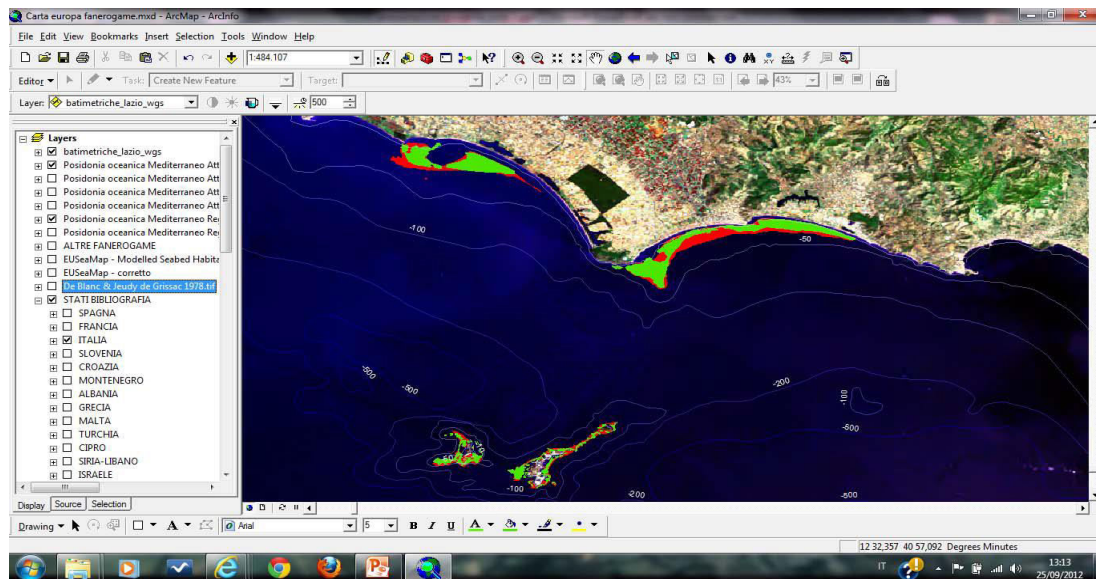 Carta europa fanerogame.mxd - ArcMap - ArcInfo
File Edit View Bookmarks Insert Selection Tools Window Help
1:484.107
Editor Task: Create New Feature Target: 43%
Layer: batimetriche_lazio_wgs 500
Layers
batimetriche_lazio_wgs
Posidonia oceanica Mediterraneo Att
Posidonia oceanica Mediterraneo Att
Posidonia oceanica Mediterraneo Att
Posidonia oceanica Mediterraneo Att
Posidonia oceanica Mediterraneo Re
Posidonia oceanica Mediterraneo Re
ALTRE FANEROGAME
EUSeaMap - Modelled Seabed Habita
EUSeaMap - corretto
De Blanc & Jeudy de Grissac 1978.tif
STATI BIBLIOGRAFIA
SPAGNA
FRANCIA
ITALIA
SLOVENIA
CROAZIA
MONTENEGRO
ALBANIA
GRECIA
MALTA
TURCHIA
CIPRO
SIRIA-LIBANO
ISRAELE
Display Source Selection
-100
-50
-500
-500
-200
-100
-500
-50
-100
-200
-500
Drawing A Arial 5 B I U A
12 32,357 40 57,092 Degrees Minutes
IT 13:13
25/09/2012